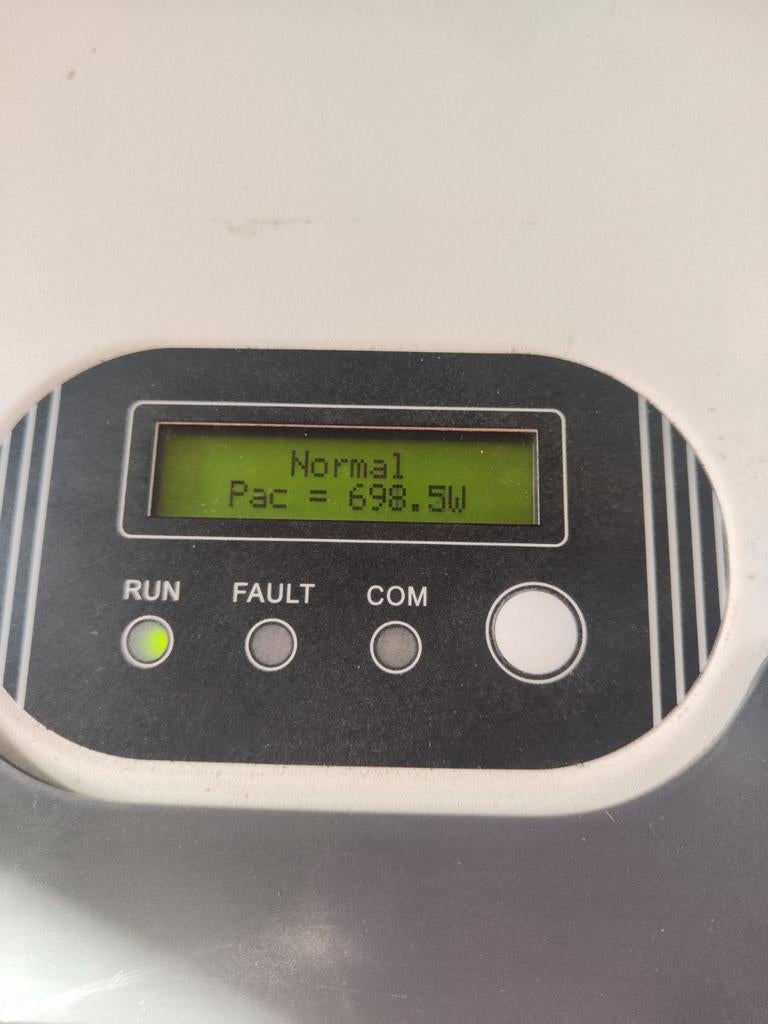 Normal
Pac = 698.5W
RUN FAULT COM